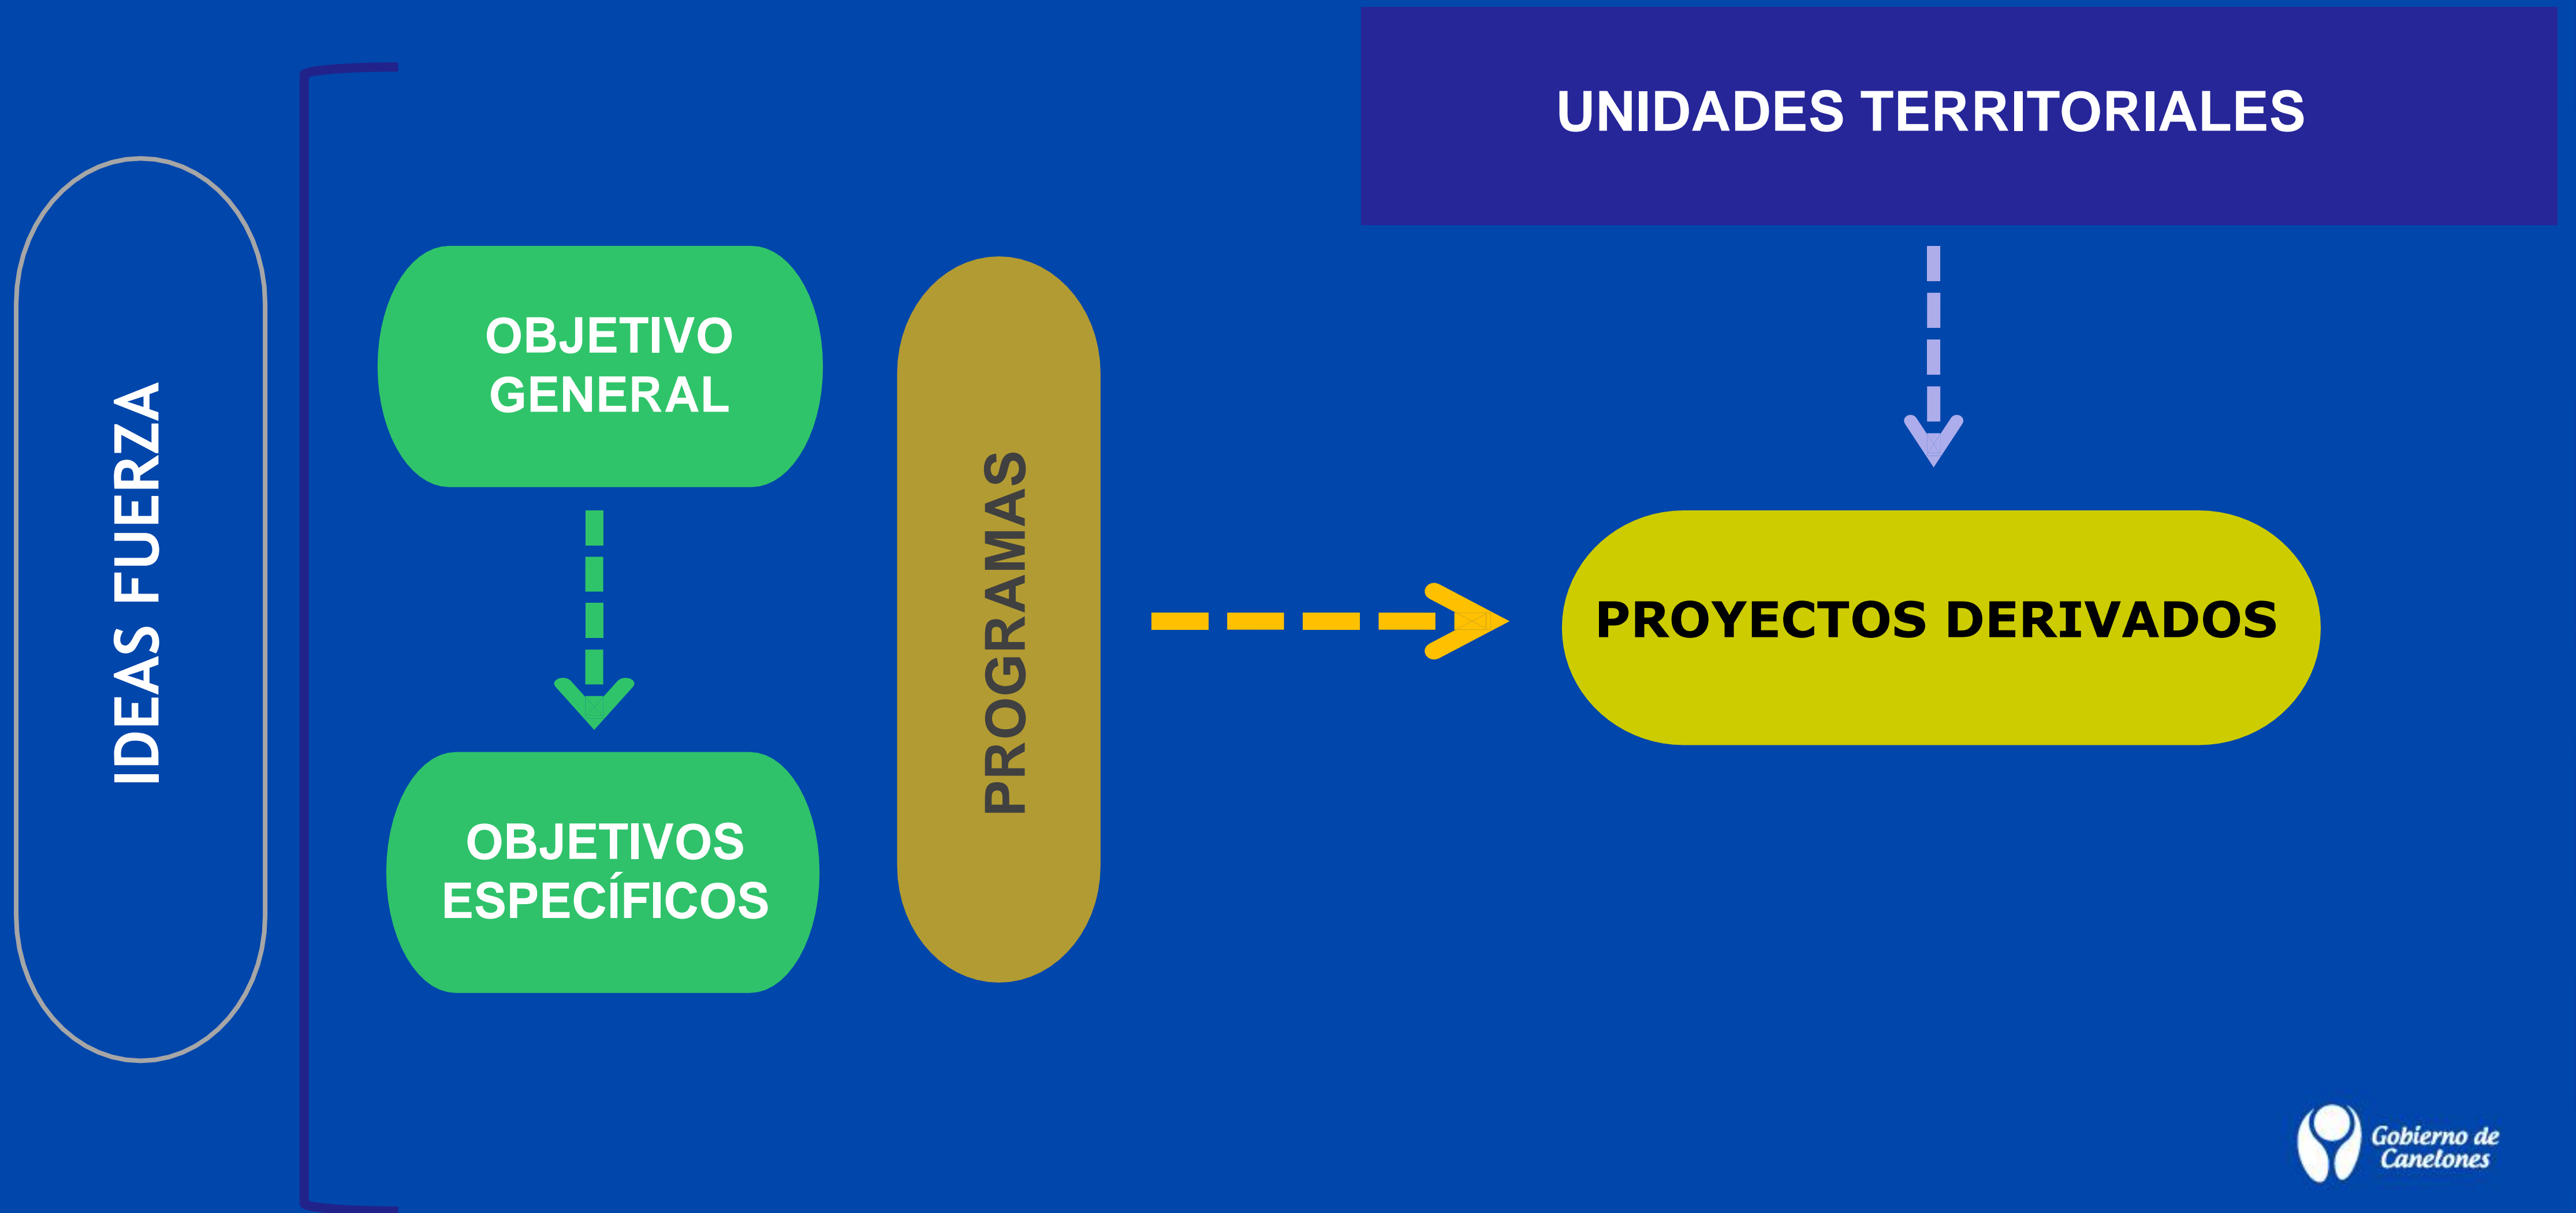 UNIDADES TERRITORIALES
IDEAS FUERZA
OBJETIVO
GENERAL
OBJETIVOS
ESPECÍFICOS
PROGRAMAS
PROYECTOS DERIVADOS
Gobierno de
Canelones